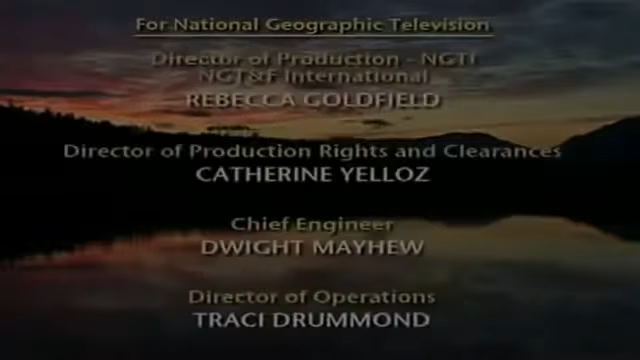 For National Geographic Television
Director of Production - NGTI
NGT&F International
REBECCA GOLDFIELD
Director of Production Rights and Clearances
CATHERINE YELLOZ
Chief Engineer
DWIGHT MAYHEW
Director of Operations
TRACI DRUMMOND